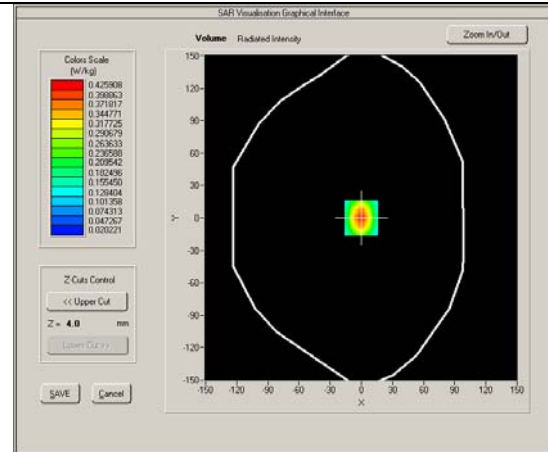 SAR Visualisation Graphical Interface
Volume Radiated Intensity
Zoom In/Out
Colors Scale
(W/kg)
0.425908
0.398863
0.371817
0.344771
0.317725
0.290679
0.263633
0.236588
0.209542
0.182496
0.155450
0.128404
0.101358
0.074313
0.047267
0.020221
Z-Cuts Control
<< Upper Cut
Z = 4.0 mm
Lower Cut >>
SAVE Cancel
150
120
90
60
30
0
-30
-60
-90
-120
-150
Y
-150 -120 -90 -60 -30 0 30 60 90 120 150
X